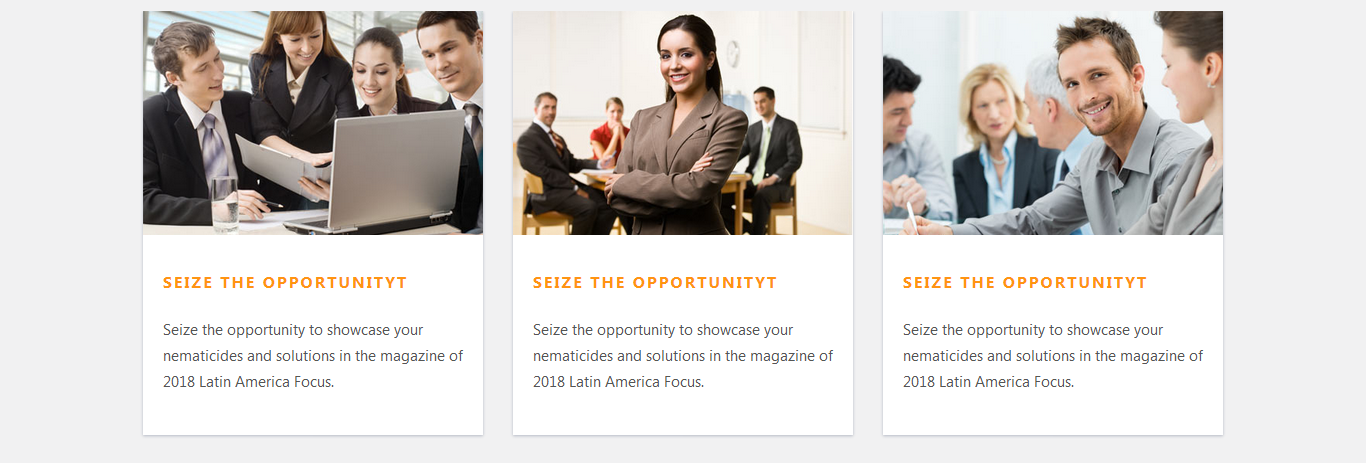 SEIZE THE OPPORTUNITYT
Seize the opportunity to showcase your
nematicides and solutions in the magazine of
2018 Latin America Focus.
SEIZE THE OPPORTUNITYT
Seize the opportunity to showcase your
nematicides and solutions in the magazine of
2018 Latin America Focus.
SEIZE THE OPPORTUNITYT
Seize the opportunity to showcase your
nematicides and solutions in the magazine of
2018 Latin America Focus.